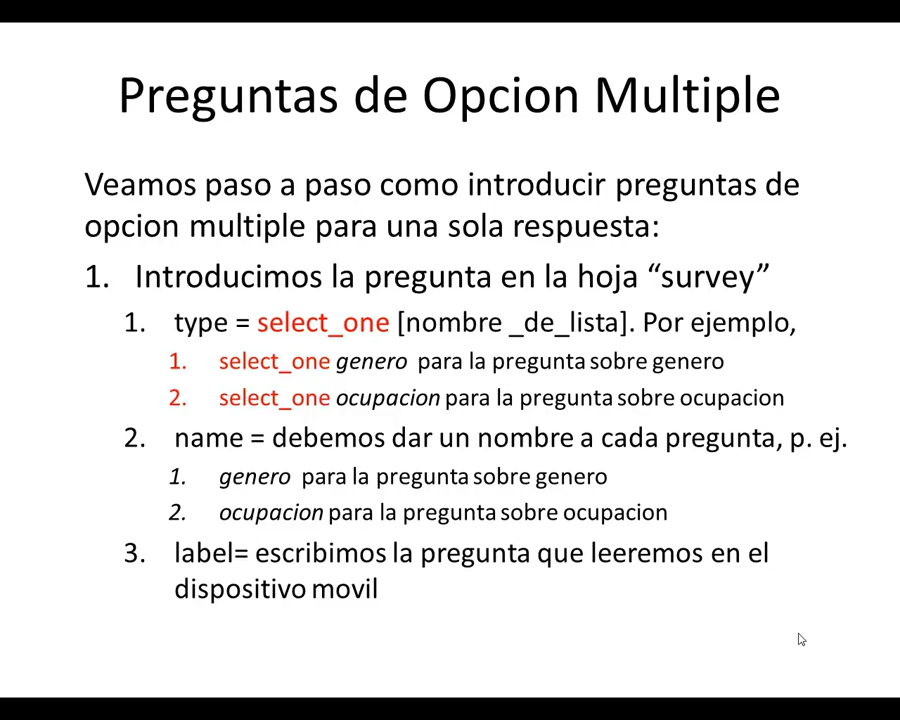 Preguntas de Opcion Multiple
Veamos paso a paso como introducir preguntas de
opcion multiple para una sola respuesta:
1. Introducimos la pregunta en la hoja “survey”
1. type = select_one [nombre _de_lista]. Por ejemplo,
1. select_one genero para la pregunta sobre genero
2. select_one ocupacion para la pregunta sobre ocupacion
2. name = debemos dar un nombre a cada pregunta, p. ej.
1. genero para la pregunta sobre genero
2. ocupacion para la pregunta sobre ocupacion
3. label= escribimos la pregunta que leeremos en el
dispositivo movil